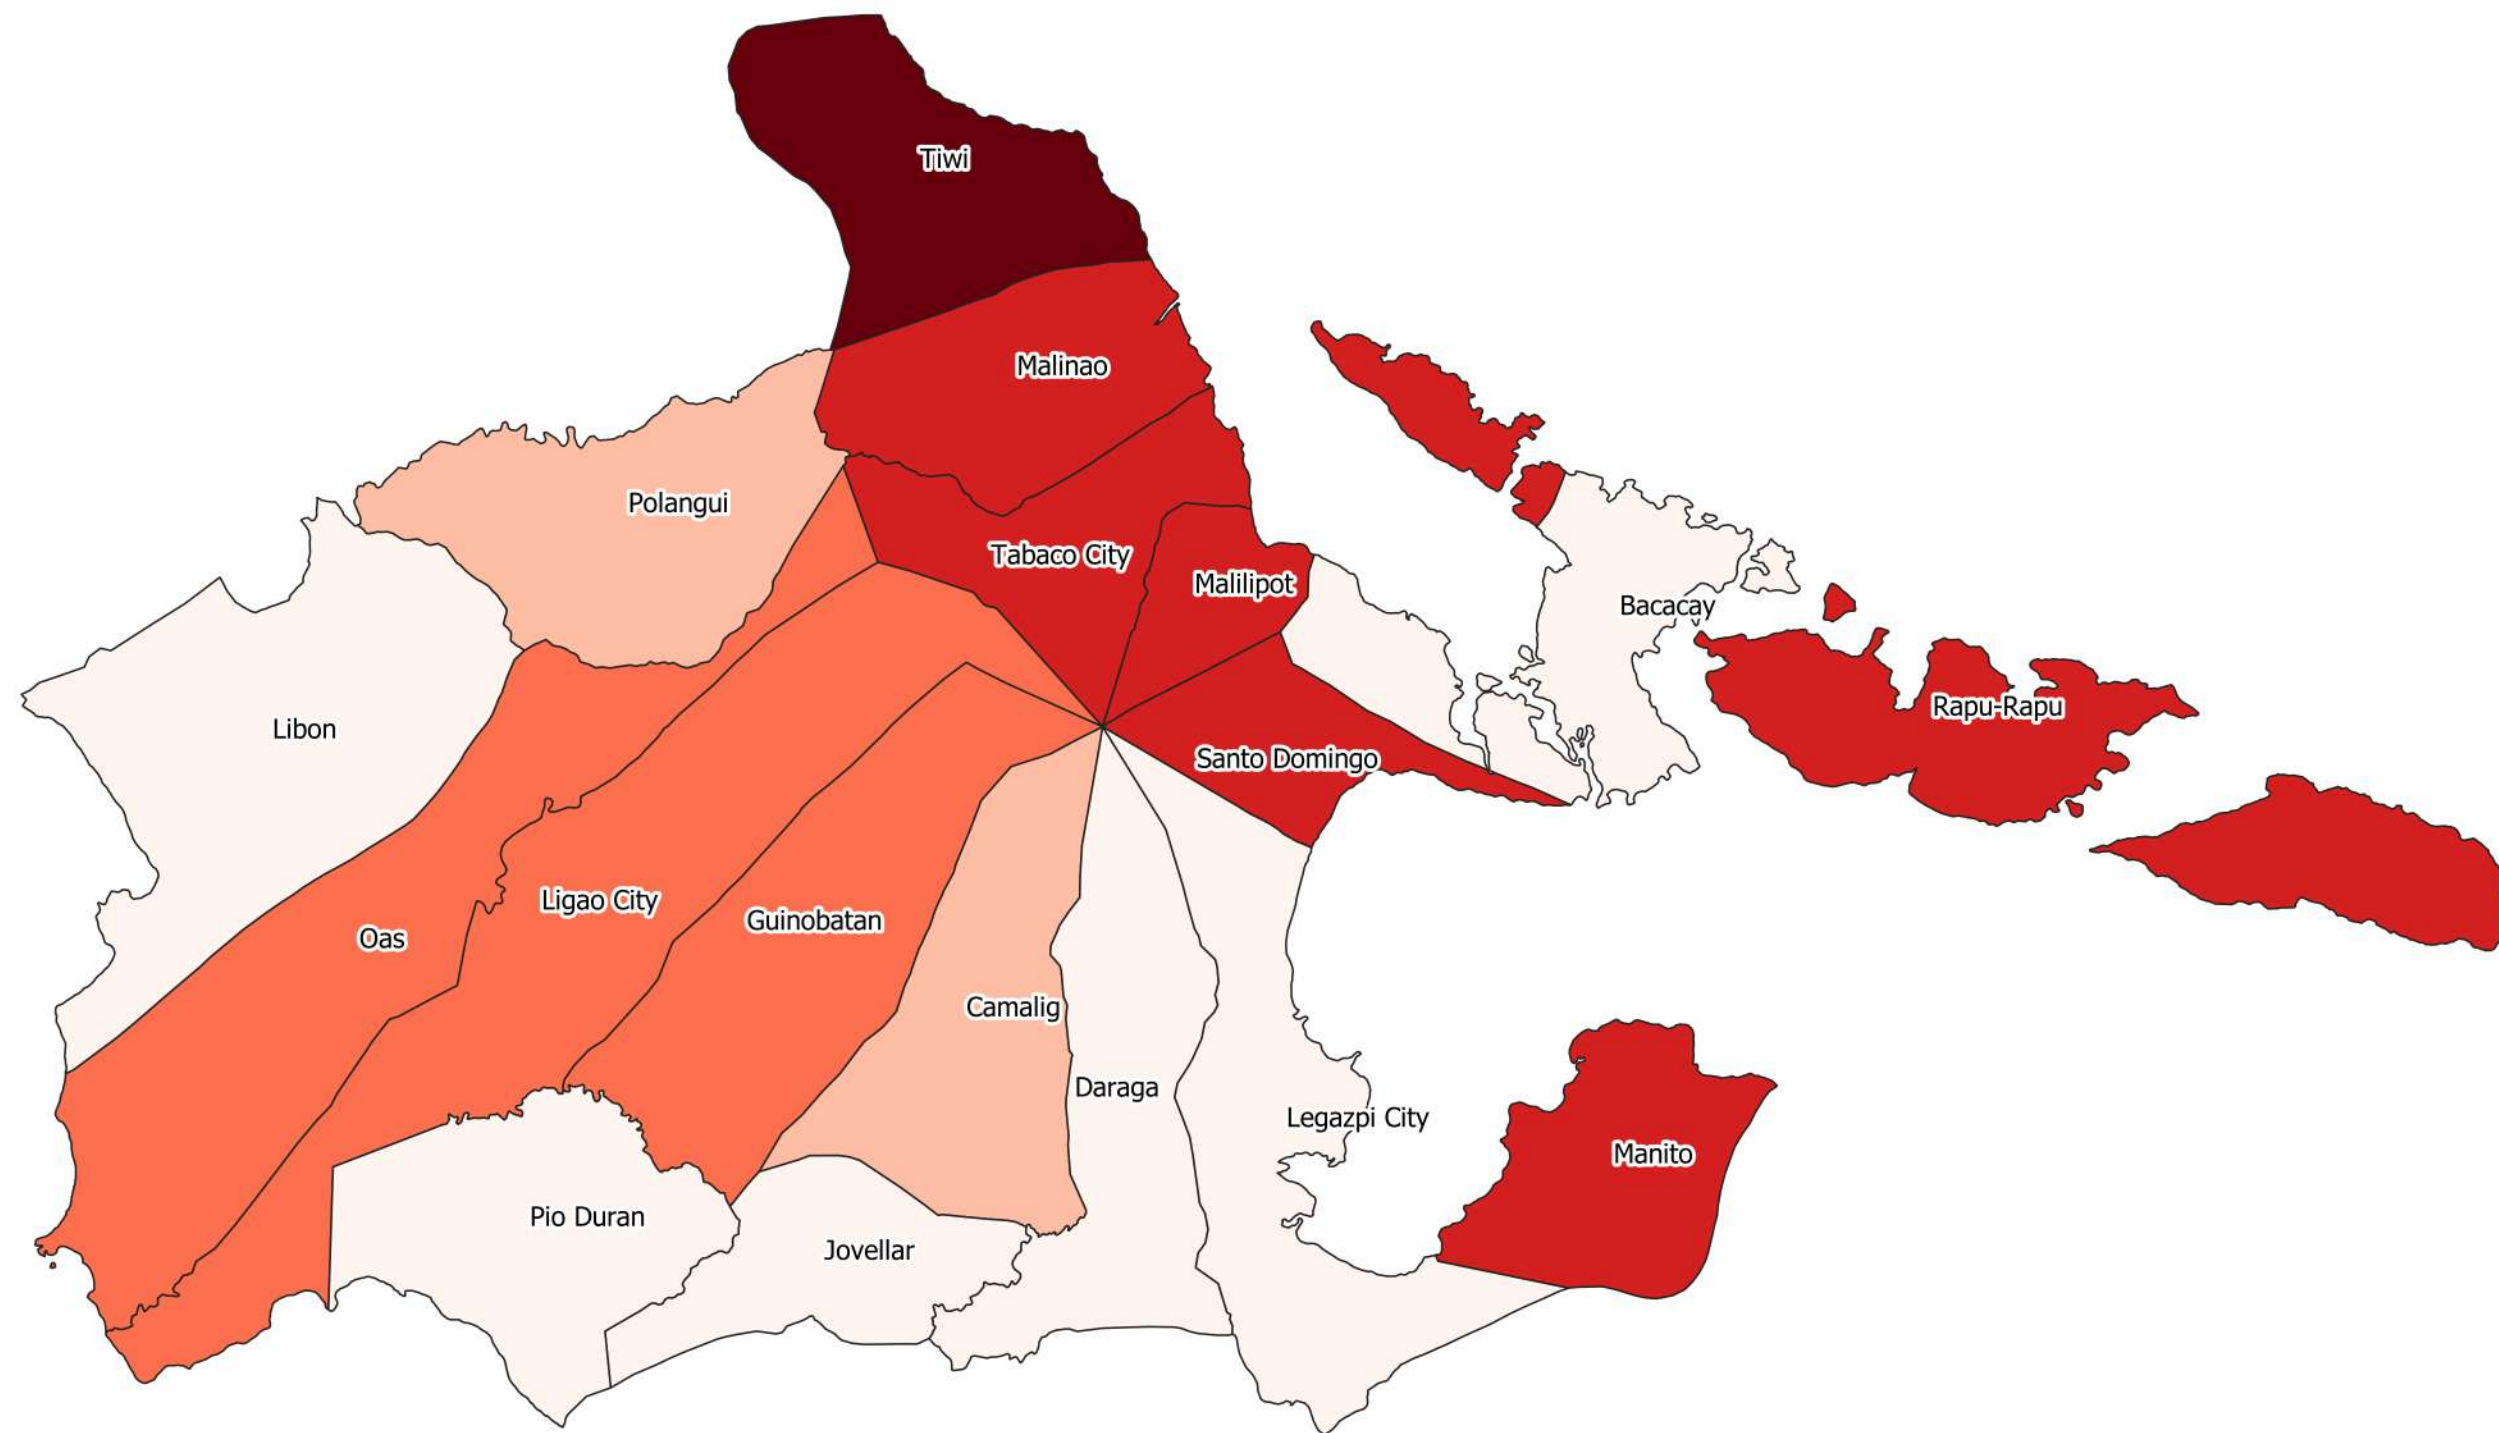 Tiwi
Malinao
Polangui
Tabaco City
Malilipot
Bacacay
Rapu-Rapu
Libon
Santo Domingo
Ligao City
Guinobatan
Oas
Camalig
Daraga
Legazpi City
Manito
Pio Duran
Jovellar